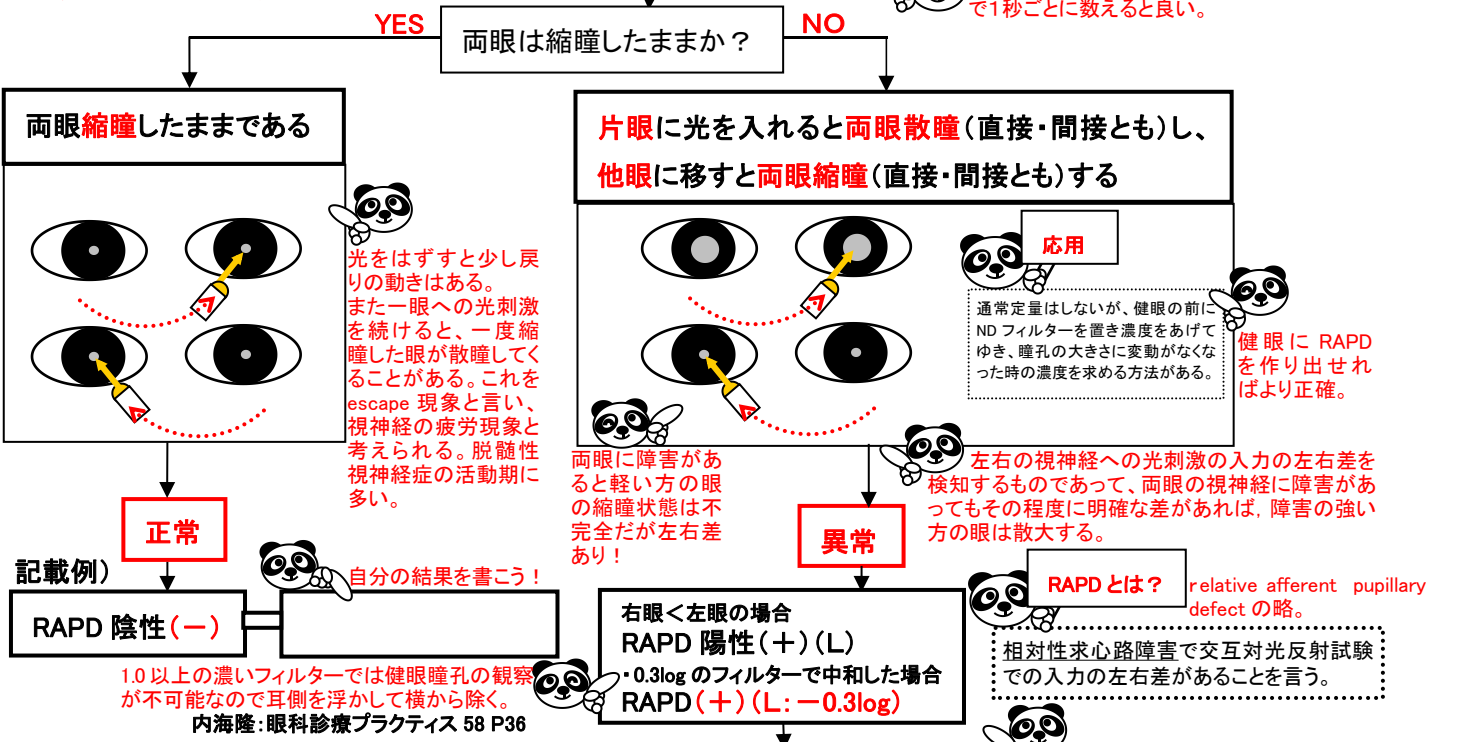 で1秒ごとに数えると良い。
YES
両眼は縮瞳したままか？
NO
両眼縮瞳したままである
片眼に光を入れると両眼散瞳（直接・間接とも）し、
他眼に移すと両眼縮瞳（直接・間接とも）する
光をはずすと少し戻
りの動きはある。
また一眼への光刺激
を続けると、一度縮
瞳した眼が散瞳してく
ることがある。これを
escape 現象と言い、
視神経の疲労現象と
考えられる。脱髄性
視神経症の活動期に
多い。
応用
通常定量はしないが、健眼の前に
ND フィルターを置き濃度をあげて
ゆき、瞳孔の大きさに変動がなくな
った時の濃度を求める方法がある。
健眼に RAPD
を作り出せれ
ばより正確。
両眼に障害があ
ると軽い方の眼
の縮瞳状態は不
完全だが左右差
あり！
左右の視神経への光刺激の入力の左右差を
検知するものであって、両眼の視神経に障害があ
ってもその程度に明確な差があれば, 障害の強い
方の眼は散大する。
正常
異常
記載例）
自分の結果を書こう！
RAPD 陰性（－）
1.0 以上の濃いフィルターでは健眼瞳孔の観察
が不可能なので耳側を浮かして横から除く。
内海隆：眼科診療プラクティス 58 P36
右眼＜左眼の場合
RAPD 陽性（＋）（L）
・0.3log のフィルターで中和した場合
RAPD（＋）（L：－0.3log）
RAPD とは？
relative afferent pupillary
defect の略。
相対性求心路障害で交互対光反射試験
での入力の左右差があることを言う。